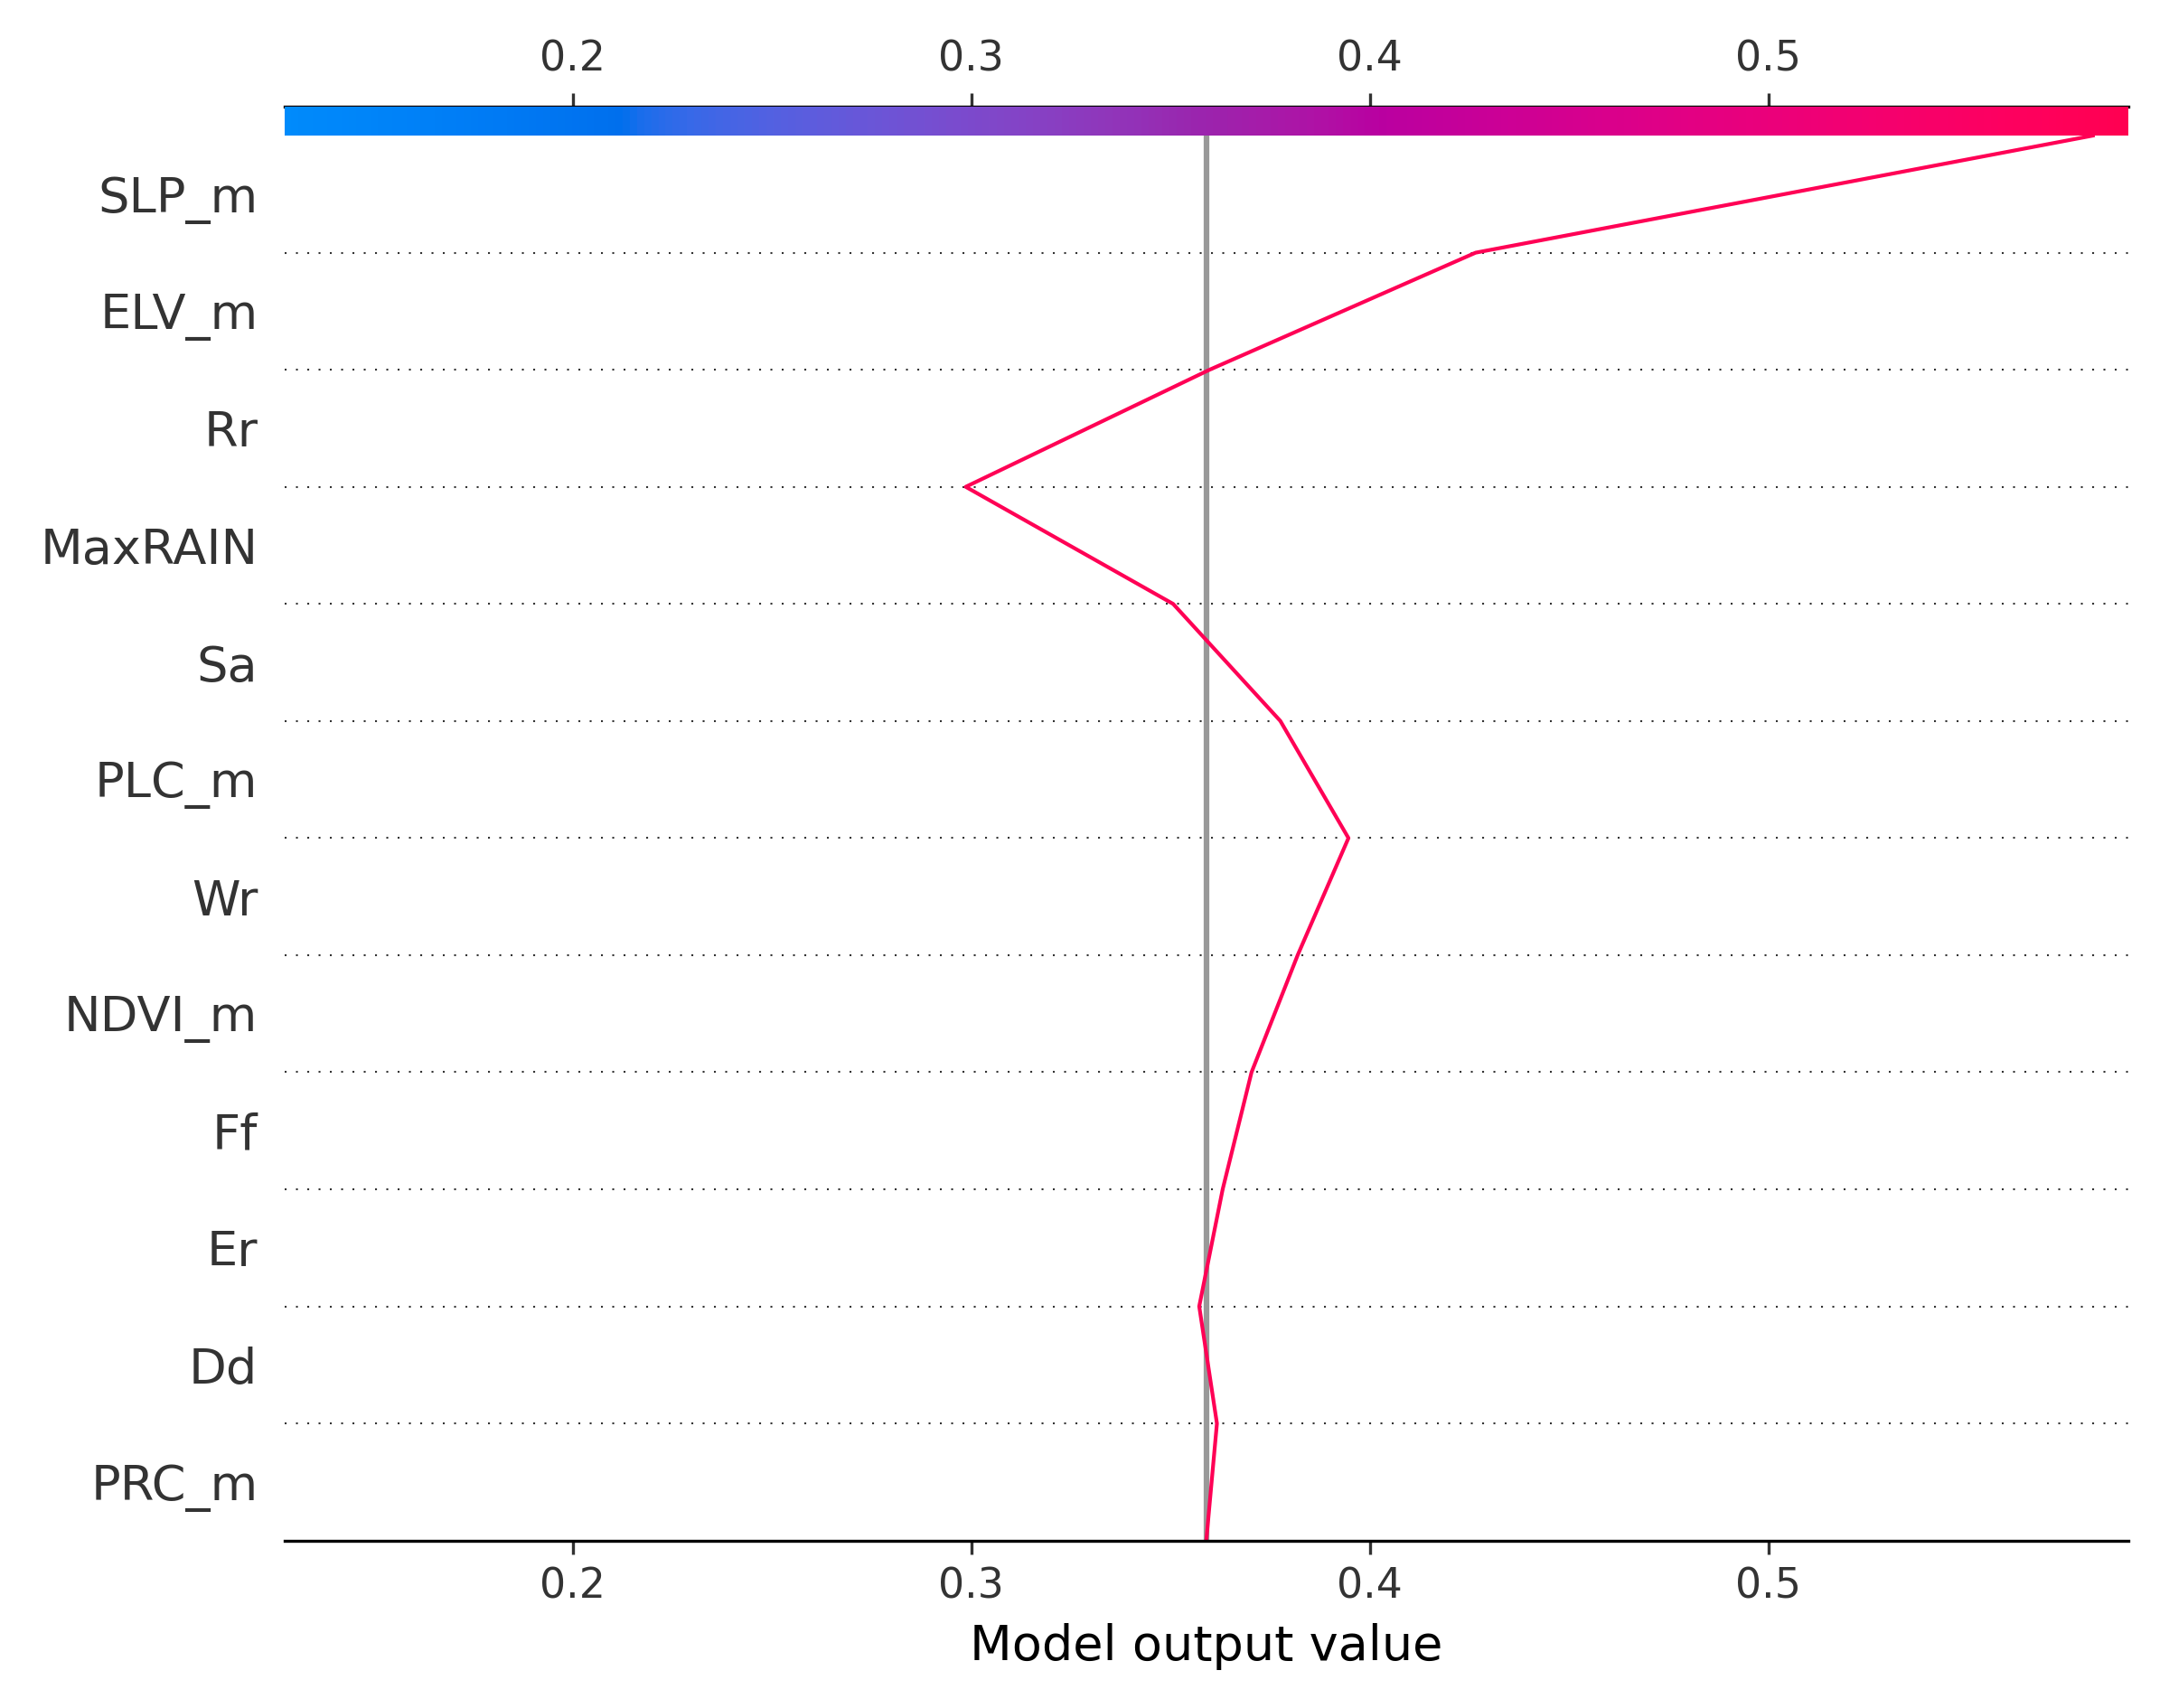 0.2 0.3 0.4 0.5
SLP_m
ELV_m
Rr
MaxRAIN
Sa
PLC_m
Wr
NDVI_m
Ff
Er
Dd
PRC_m
0.2 0.3 0.4 0.5
Model output value